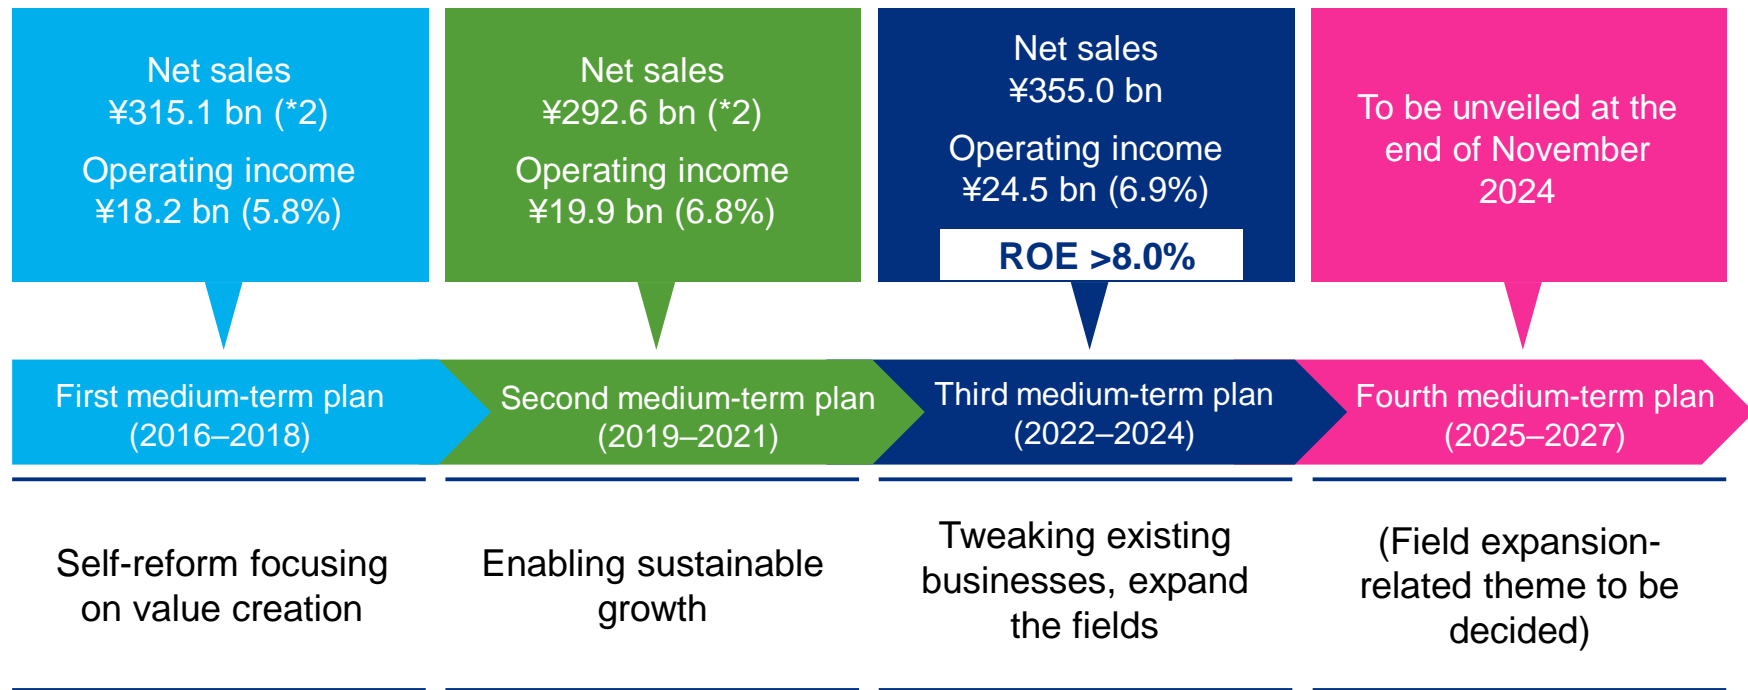 Net sales
¥315.1 bn (*2)
Operating income
¥18.2 bn (5.8%)
Net sales
¥292.6 bn (*2)
Operating income
¥19.9 bn (6.8%)
Net sales
¥355.0 bn
Operating income
¥24.5 bn (6.9%)
ROE >8.0%
To be unveiled at the
end of November
2024
First medium-term plan
(2016–2018)
Second medium-term plan
(2019–2021)
Third medium-term plan
(2022–2024)
Fourth medium-term plan
(2025–2027)
Self-reform focusing
on value creation
Enabling sustainable
growth
Tweaking existing
businesses, expand
the fields
(Field expansion-
related theme to be
decided)